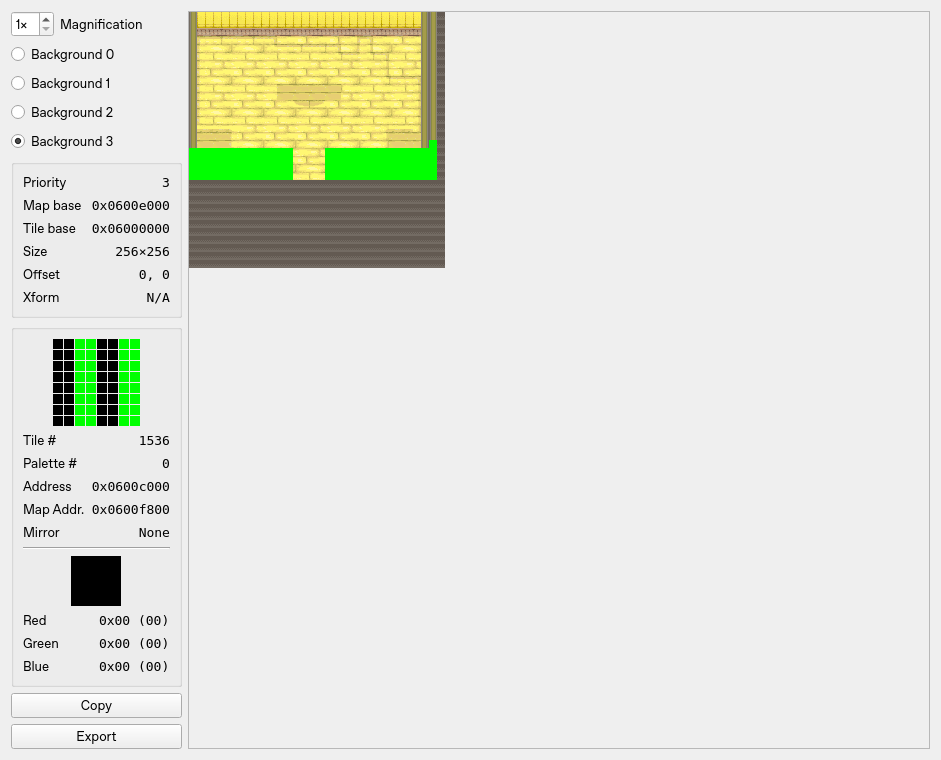 1× Magnification
Background 0
Background 1
Background 2
Background 3
Priority 3
Map base 0x0600e000
Tile base 0x06000000
Size 256×256
Offset 0, 0
Xform N/A
Tile # 1536
Palette # 0
Address 0x0600c000
Map Addr. 0x0600f800
Mirror None
Red 0x00 (00)
Green 0x00 (00)
Blue 0x00 (00)
Copy
Export